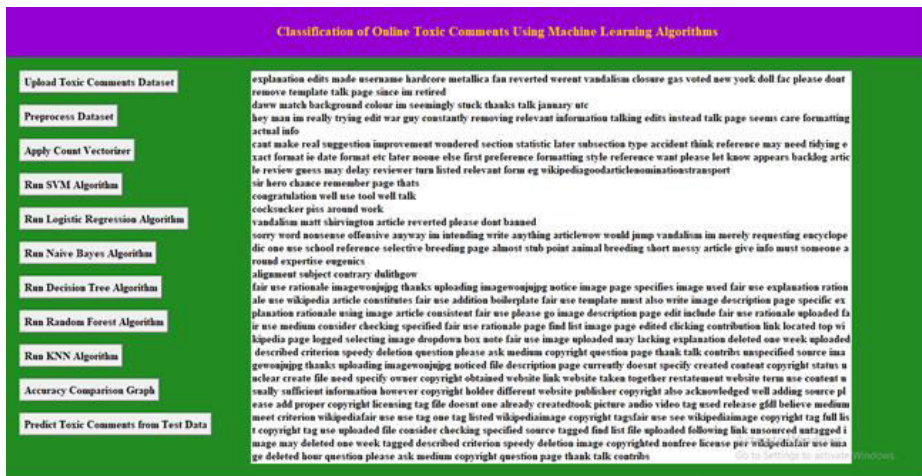 Classification of Online Toxic Comments Using Machine Learning Algorithms
Upload Toxic Comments Dataset
Preprocess Dataset
Apply Count Vectorizer
Run SVM Algorithm
Run Logistic Regression Algorithm
Run Naive Bayes Algorithm
Run Decision Tree Algorithm
Run Random Forest Algorithm
Run KNN Algorithm
Accuracy Comparison Graph
Predict Toxic Comments from Test Data
explanation edits made username hardcore metallica fan reverted werent vandalism closure gas voted new york doll fac please dont
remove template talk page since im retired
daww match background colour im seemingly stuck thanks talk january utc
hey man im really trying edit war guy constantly removing relevant information talking edits instead talk page seems care formatting
actual info
cant make real suggestion improvement wondered section statistic later subsection type accident think reference may need tidying e
xact format ie date format etc later noone else first preference formatting style reference want please let know appears backlog artic
le review guess may delay reviewer turn listed relevant form eg wikipediagoodarticlenominationstransport
sir hero chance remember page thats
congratulation well use tool well talk
cocksucker piss around work
vandalism matt shirvington article reverted please dont banned
sorry word nonsense offensive anyway im intending write anything articlewow would jump vandalism im merely requesting encyclope
dic one use school reference selective breeding page almost stub point animal breeding short messy article give info must someone a
round expertise eugenics
alignment subject contrary dulithgow
fair use rationale imagewonjujpg thanks uploading imagewonjujpg notice image page specifies image used fair use explanation ration
ale use wikipedia article constitutes fair use addition boilerplate fair use template must also write image description page specific ex
planation rationale using image article consistent fair use please go image description page edit include fair use rationale uploaded fa
ir use medium consider checking specified fair use rationale page find list image page edited clicking contribution link located top wi
kipedia page logged selecting image dropdown box note fair use image uploaded may lacking explanation deleted one week uploaded
described criterion speedy deletion question please ask medium copyright question page thank talk contribs unspecified source ima
gewonjujpg thanks uploading imagewonjujpg noticed file description page currently doesnt specify created content copyright status u
nclear create file need specify owner copyright obtained website link website taken together restatement website term use content u
sually sufficient information however copyright holder different website publisher copyright also acknowledged well adding source pl
ease add proper copyright licensing tag file doesnt one already createdtook picture audio video tag used release gfdl believe medium
meet criterion wikipediafair use use tag one tag listed wikipediaimage copyright tagsfair use see wikipediaimage copyright tag full lis
t copyright tag use uploaded file consider checking specified source tagged find list file uploaded following link unsourced untagged i
mage may deleted one week tagged described criterion speedy deletion image copyrighted nonfree license per wikipediafair use ima
ge deleted hour question please ask medium copyright question page thank talk contribs
Go to Settings to activate Windows.